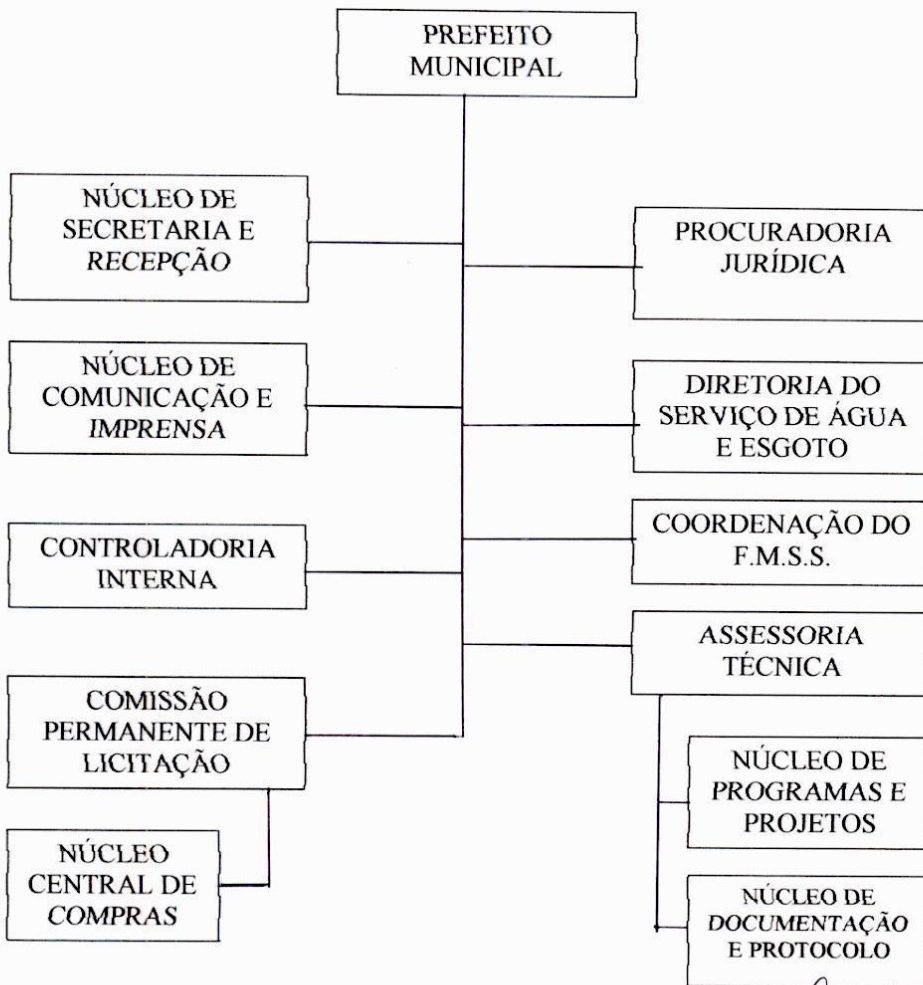 PREFEITO
MUNICIPAL
NÚCLEO DE
SECRETARIA E
RECEPÇÃO
PROCURADORIA
JURÍDICA
NÚCLEO DE
COMUNICAÇÃO E
IMPRENSA
DIRETORIA DO
SERVIÇO DE ÁGUA
E ESGOTO
CONTROLADORIA
INTERNA
COORDENAÇÃO DO
F.M.S.S.
ASSESSORIA
TÉCNICA
COMISSÃO
PERMANENTE DE
LICITAÇÃO
NÚCLEO DE
PROGRAMAS E
PROJETOS
NÚCLEO
CENTRAL DE
COMPRAS
NÚCLEO DE
DOCUMENTAÇÃO
E PROTOCOLO